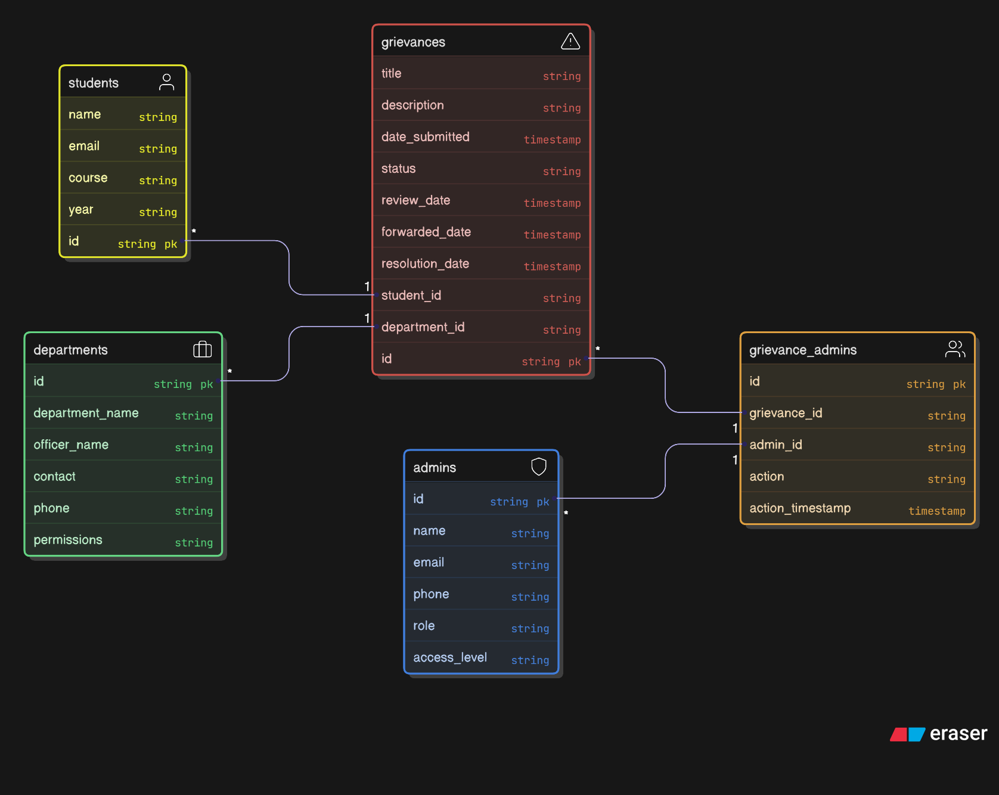 grievances
title string
description string
date_submitted timestamp
status string
review_date timestamp
forwarded_date timestamp
resolution_date timestamp
1 student_id string
1 department_id string
id string pk *
students
name string
email string
course string
year string
id string pk *
departments
id string pk *
department_name string
officer_name string
contact string
phone string
permissions string
admins
id string pk *
name string
email string
phone string
role string
access_level string
grievance_admins
id string pk
grievance_id string
1
admin_id string
1
action string
action_timestamp timestamp
eraser